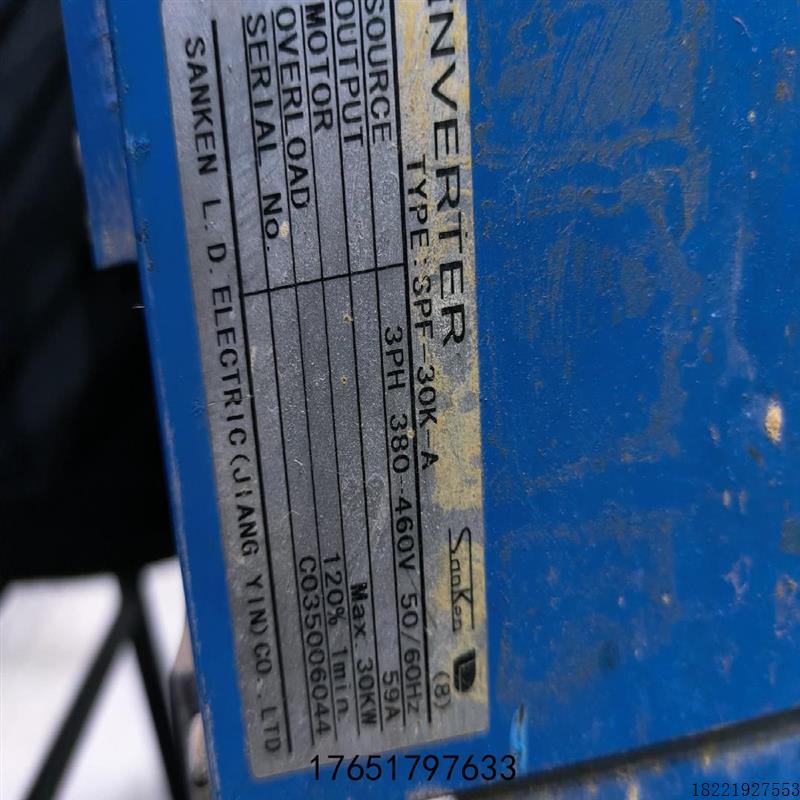 INVERTER Sanken
TYPE: 3PF-30K-A (8)
SOURCE 3PH 380-460V 50/60Hz
OUTPUT 59A
MOTOR Max. 30KW
OVERLOAD 120% 1min.
SERIAL No. C035006044
SANKEN L.D.ELECTRIC(JIANG YIN)CO.,LTD
17651797633
18221927553